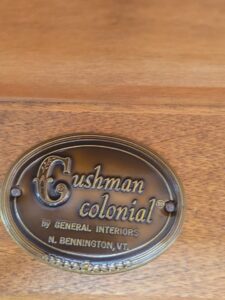 Cushman
colonial®
by GENERAL INTERIORS
N. BENNINGTON, VT.